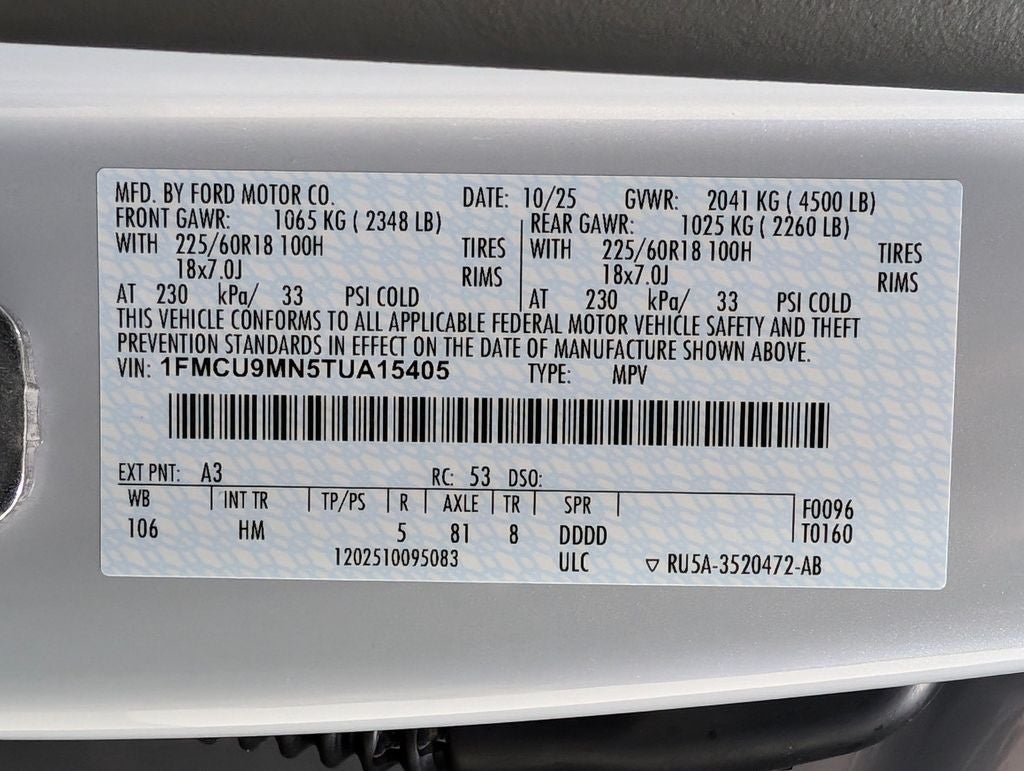 MFD. BY FORD MOTOR CO. DATE: 10/25 GVWR: 2041 KG ( 4500 LB)
FRONT GAWR: 1065 KG ( 2348 LB) REAR GAWR: 1025 KG ( 2260 LB)
WITH 225/60R18 100H TIRES WITH 225/60R18 100H TIRES
18x7.0J RIMS 18x7.0J RIMS
AT 230 kPa/ 33 PSI COLD AT 230 kPa/ 33 PSI COLD
THIS VEHICLE CONFORMS TO ALL APPLICABLE FEDERAL MOTOR VEHICLE SAFETY AND THEFT
PREVENTION STANDARDS IN EFFECT ON THE DATE OF MANUFACTURE SHOWN ABOVE.
VIN: 1FMCU9MN5TUA15405 TYPE: MPV
EXT PNT: A3 RC: 53 DSO:
WB INT TR TP/PS R AXLE TR SPR F0096
106 HM 5 81 8 DDDD T0160
1202510095083 ULC ▽ RU5A-3520472-AB